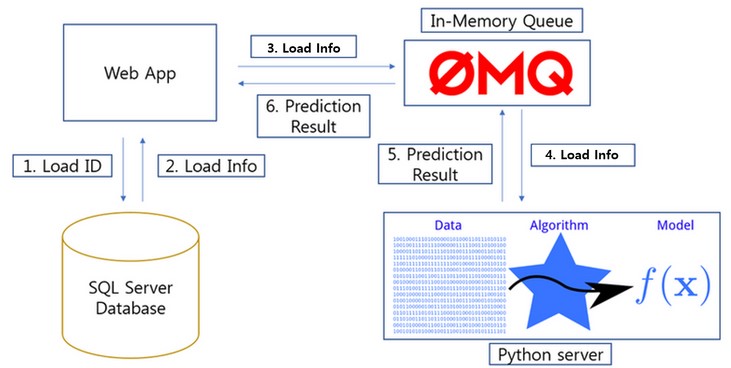 In-Memory Queue
Web App
3. Load Info
ØMQ
6. Prediction
Result
1. Load ID
2. Load Info
5. Prediction
Result
4. Load Info
SQL Server
Database
Data
Algorithm
Model
f(x)
Python server